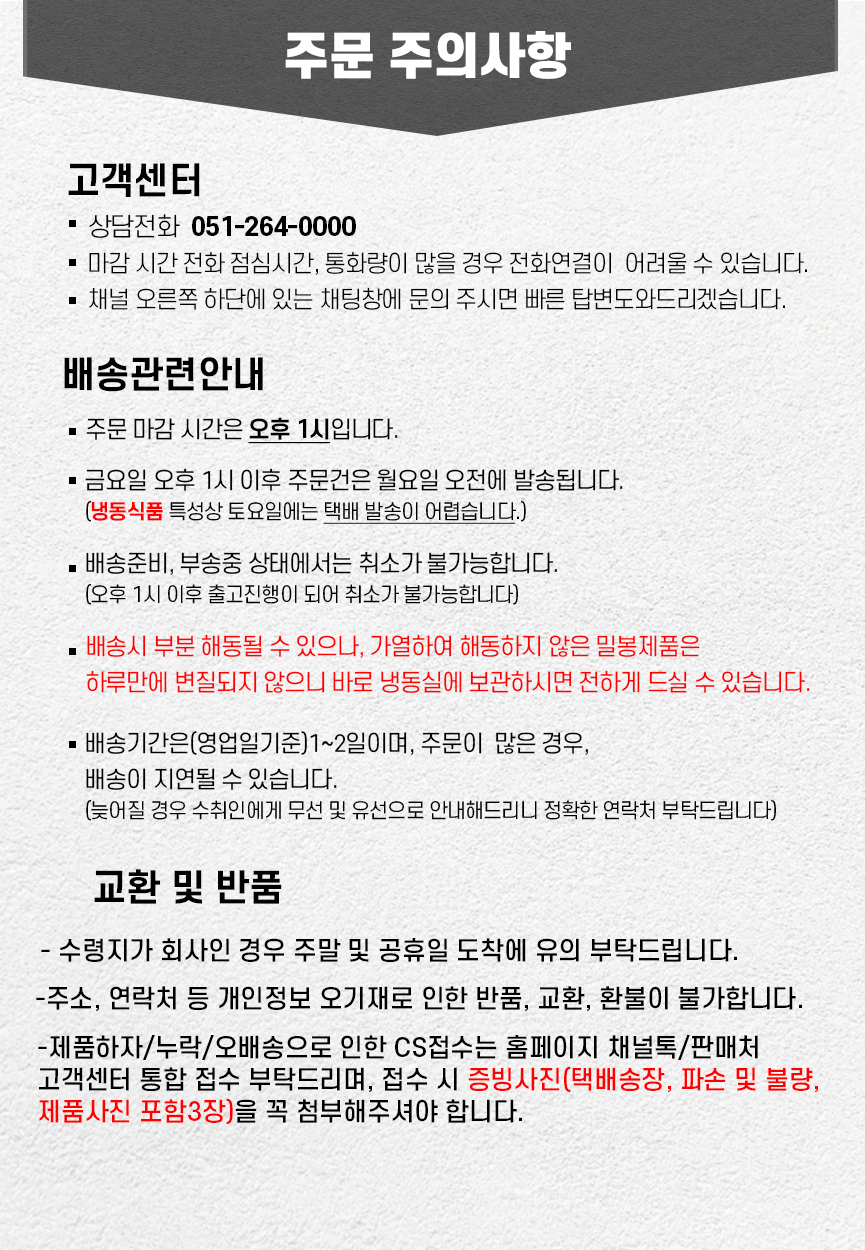 주문 주의사항
고객센터
▪ 상담전화 051-264-0000
▪ 마감 시간 전화 점심시간, 통화량이 많을 경우 전화연결이 어려울 수 있습니다.
▪ 채널 오른쪽 하단에 있는 채팅창에 문의 주시면 빠른 탑변도와드리겠습니다.
배송관련안내
▪ 주문 마감 시간은 오후 1시입니다.
▪ 금요일 오후 1시 이후 주문건은 월요일 오전에 발송됩니다.
(냉동식품 특성상 토요일에는 택배 발송이 어렵습니다.)
▪ 배송준비, 부송중 상태에서는 취소가 불가능합니다.
(오후 1시 이후 출고진행이 되어 취소가 불가능합니다)
▪ 배송시 부분 해동될 수 있으나, 가열하여 해동하지 않은 밀봉제품은
하루만에 변질되지 않으니 바로 냉동실에 보관하시면 전하게 드실 수 있습니다.
▪ 배송기간은(영업일기준)1~2일이며, 주문이 많은 경우,
배송이 지연될 수 있습니다.
(늦어질 경우 수취인에게 무선 및 유선으로 안내해드리니 정확한 연락처 부탁드립니다)
교환 및 반품
- 수령지가 회사인 경우 주말 및 공휴일 도착에 유의 부탁드립니다.
-주소, 연락처 등 개인정보 오기재로 인한 반품, 교환, 환불이 불가합니다.
-제품하자/누락/오배송으로 인한 CS접수는 홈페이지 채널톡/판매처
고객센터 통합 접수 부탁드리며, 접수 시 증빙사진(택배송장, 파손 및 불량,
제품사진 포함3장)을 꼭 첨부해주셔야 합니다.